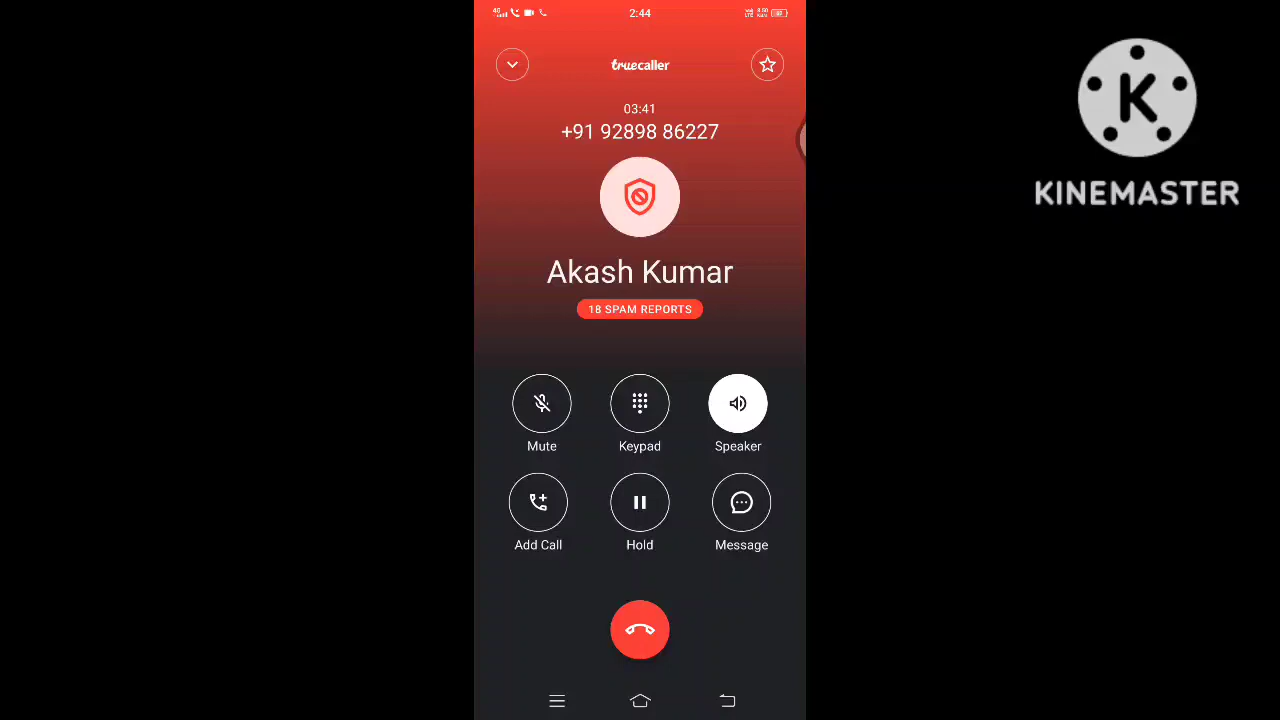 2:44
truecaller
03:41
+91 92898 86227
Akash Kumar
18 SPAM REPORTS
Mute
Keypad
Speaker
Add Call
Hold
Message
K
KINEMASTER